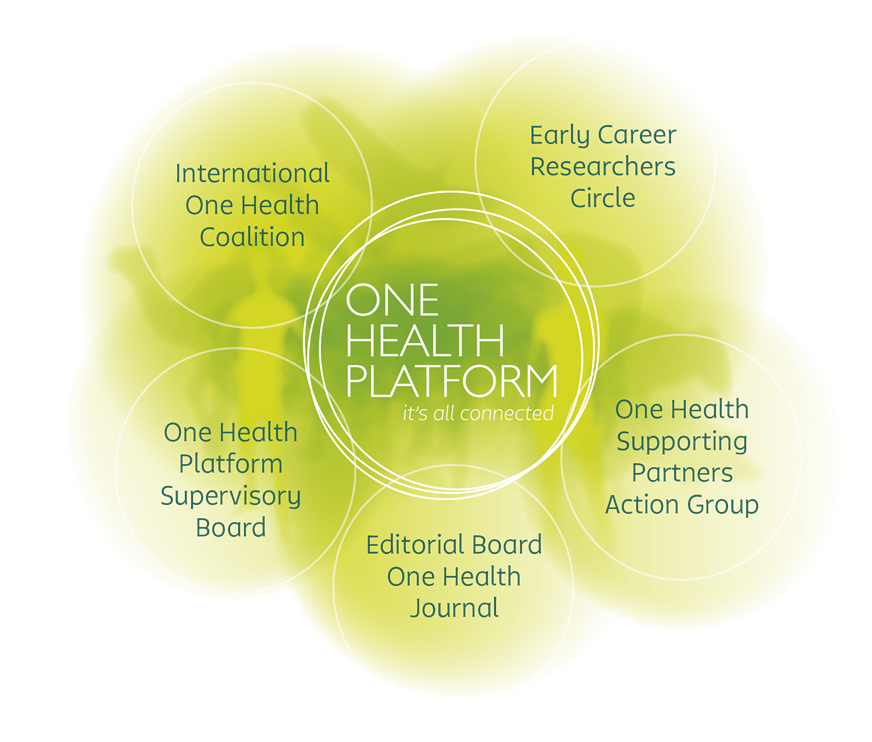 International
One Health
Coalition
Early Career
Researchers
Circle
ONE
HEALTH
PLATFORM
it's all connected
One Health
Platform
Supervisory
Board
One Health
Supporting
Partners
Action Group
Editorial Board
One Health
Journal